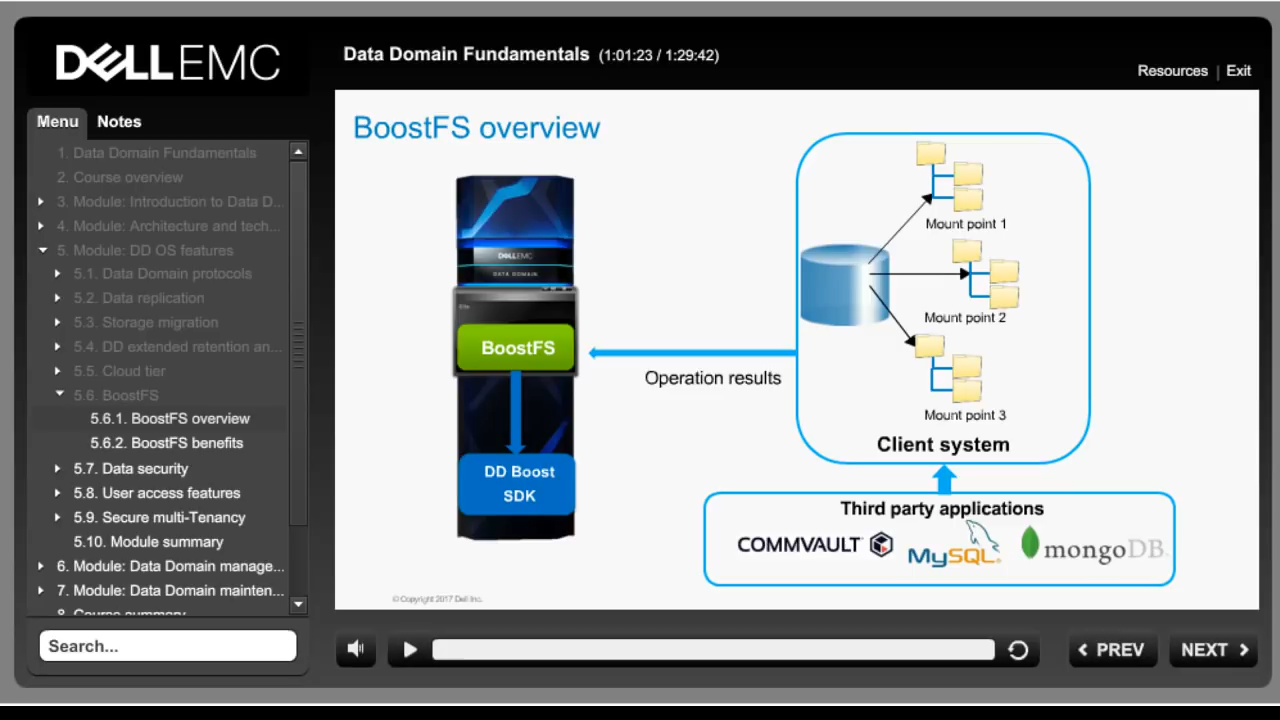 DELLEMC
Data Domain Fundamentals (1:01:23 / 1:29:42)
Resources | Exit
Menu Notes
1. Data Domain Fundamentals
2. Course overview
3. Module: Introduction to Data D...
4. Module: Architecture and tech...
5. Module: DD OS features
5.1. Data Domain protocols
5.2. Data replication
5.3. Storage migration
5.4. DD extended retention an...
5.5. Cloud tier
5.6. BoostFS
5.6.1. BoostFS overview
5.6.2. BoostFS benefits
5.7. Data security
5.8. User access features
5.9. Secure multi-Tenancy
5.10. Module summary
6. Module: Data Domain manage...
7. Module: Data Domain mainten...
8. Course summary
Search...
BoostFS overview
DELLEMC
DATA DOMAIN
BoostFS
DD Boost
SDK
Operation results
Mount point 1
Mount point 2
Mount point 3
Client system
Third party applications
COMMVAULT
MySQL
mongoDB
© Copyright 2017 Dell Inc.
PREV
NEXT